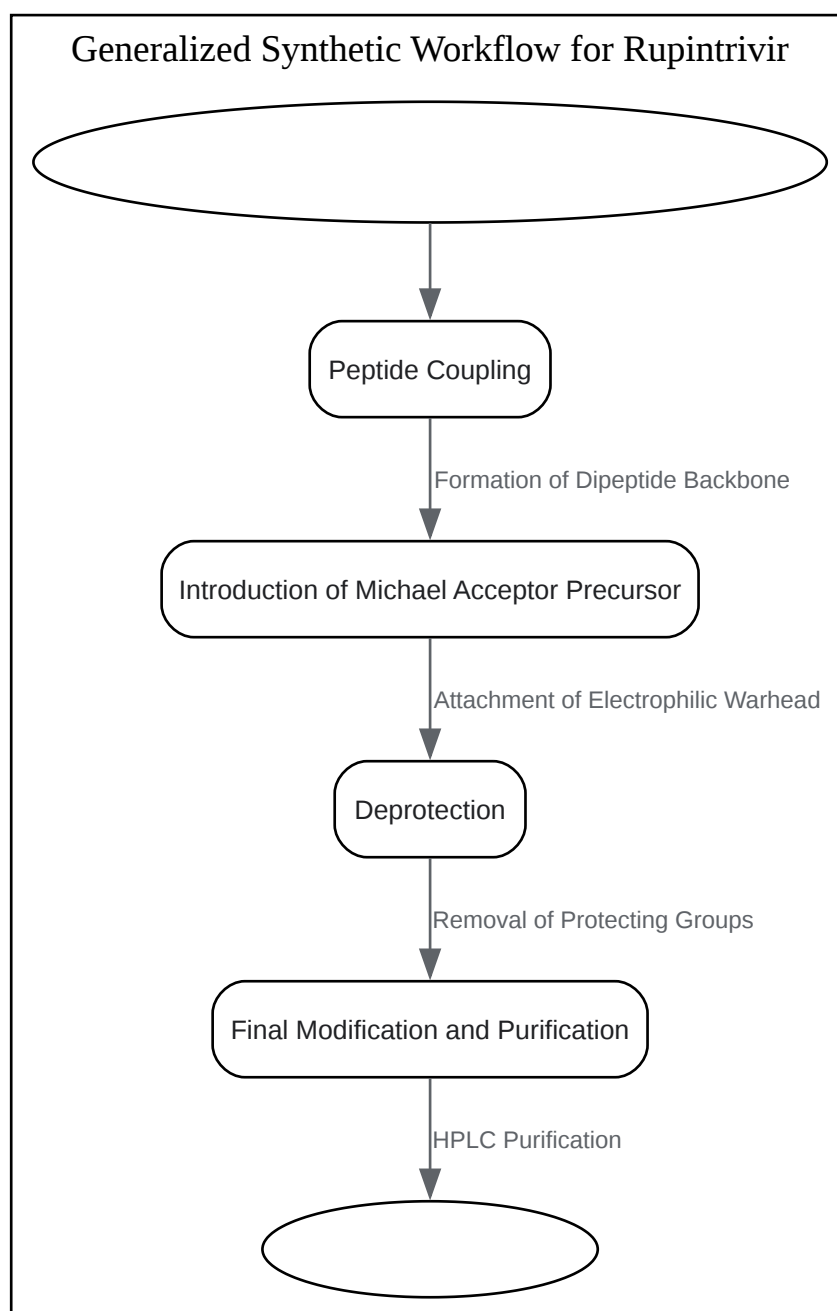 Generalized Synthetic Workflow for Rupintrivir
Peptide Coupling
Formation of Dipeptide Backbone
Introduction of Michael Acceptor Precursor
Attachment of Electrophilic Warhead
Deprotection
Removal of Protecting Groups
Final Modification and Purification
HPLC Purification